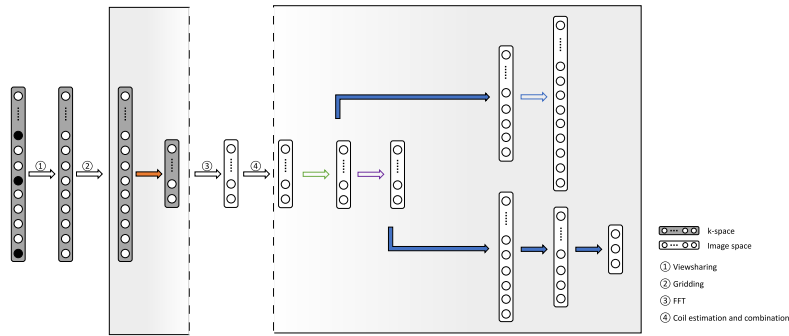 ① ② ③ ④
k-space
Image space
① Viewsharing
② Gridding
③ FFT
④ Coil estimation and combination